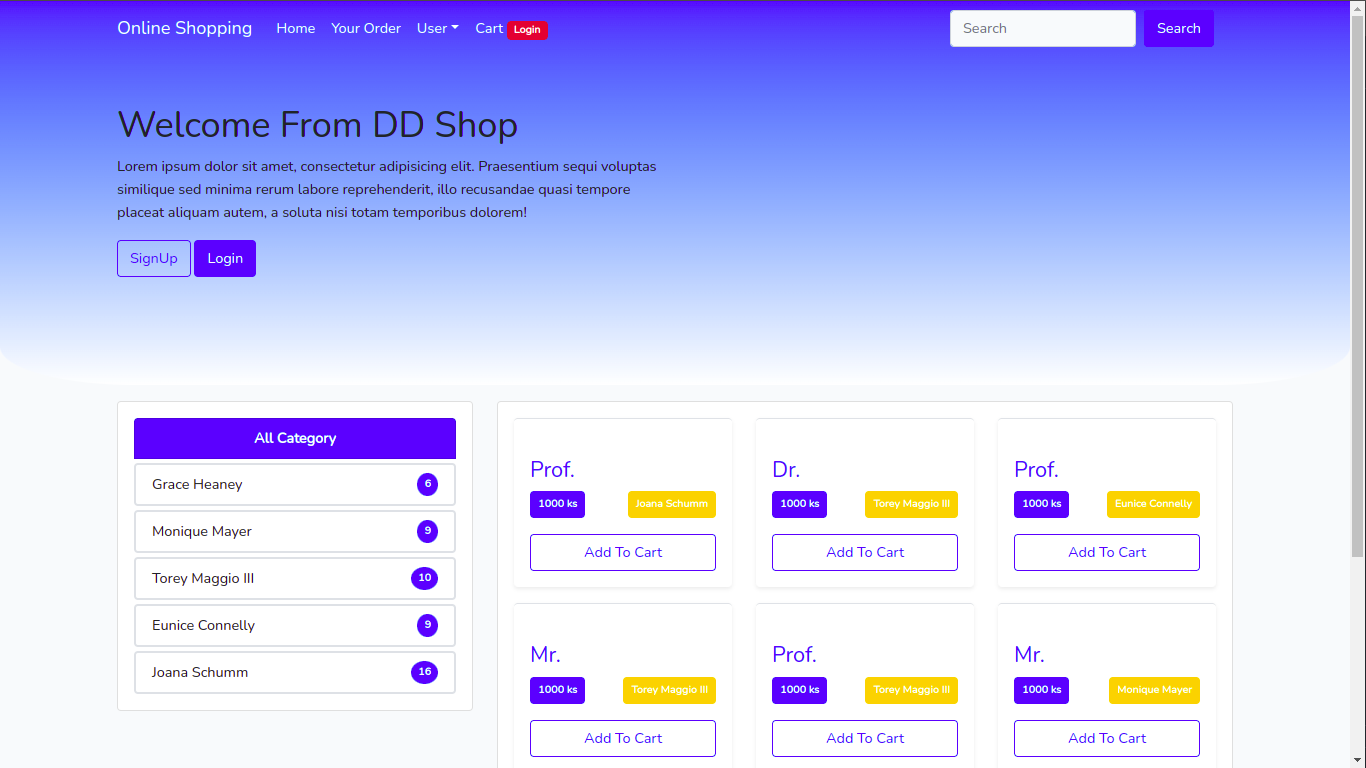 Online Shopping Home Your Order User Cart Login Search Search
Welcome From DD Shop
Lorem ipsum dolor sit amet, consectetur adipisicing elit. Praesentium sequi voluptas
similique sed minima rerum labore reprehenderit, illo recusandae quasi tempore
placeat aliquam autem, a soluta nisi totam temporibus dolorem!
SignUp Login
All Category
Grace Heaney 6
Monique Mayer 9
Torey Maggio III 10
Eunice Connelly 9
Joana Schumm 16
Prof.
1000 ks Joana Schumm
Add To Cart
Dr.
1000 ks Torey Maggio III
Add To Cart
Prof.
1000 ks Eunice Connelly
Add To Cart
Mr.
1000 ks Torey Maggio III
Add To Cart
Prof.
1000 ks Torey Maggio III
Add To Cart
Mr.
1000 ks Monique Mayer
Add To Cart